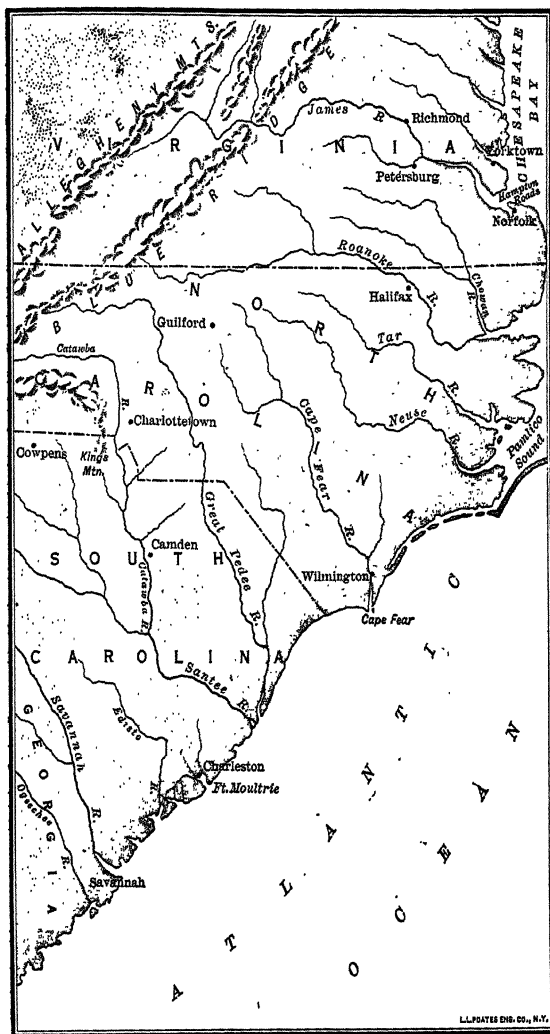 ALLEGHENY MTS.
BLUE RIDGE
VIRGINIA
CHESAPEAKE BAY
James R.
Richmond
Yorktown
Petersburg
Hampton Roads
Norfolk
Roanoke R.
Chowan R.
Halifax
NORTH CAROLINA
Guilford
Tar R.
Catawba R.
Charlottetown
Cape Fear R.
Neuse R.
Pamlico Sound
Cowpens
Kings Mtn.
Great Pedee R.
SOUTH CAROLINA
Camden
Catawba R.
Wilmington
Cape Fear
Santee R.
Savannah R.
Edisto R.
GEORGIA
Ogeechee R.
Charleston
Ft. Moultrie
Savannah
ATLANTIC OCEAN
L.L.POATES ENG. CO., N.Y.